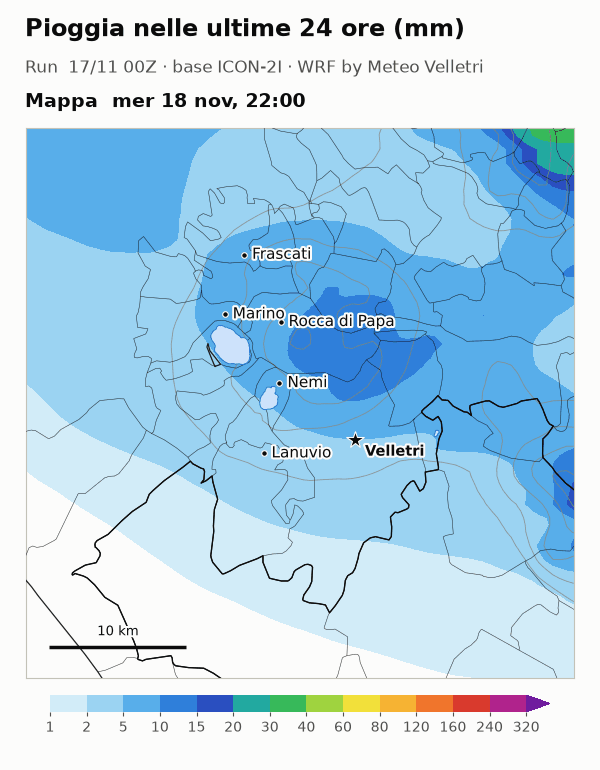 Pioggia nelle ultime 24 ore (mm)
Run  17/11 00Z · base ICON-2I · WRF by Meteo Velletri
Mappa  mer 18 nov, 22:00
Frascati
Marino
Rocca di Papa
Nemi
Velletri
Lanuvio
10 km
1 2 5 10 15 20 30 40 60 80 120 160 240 320